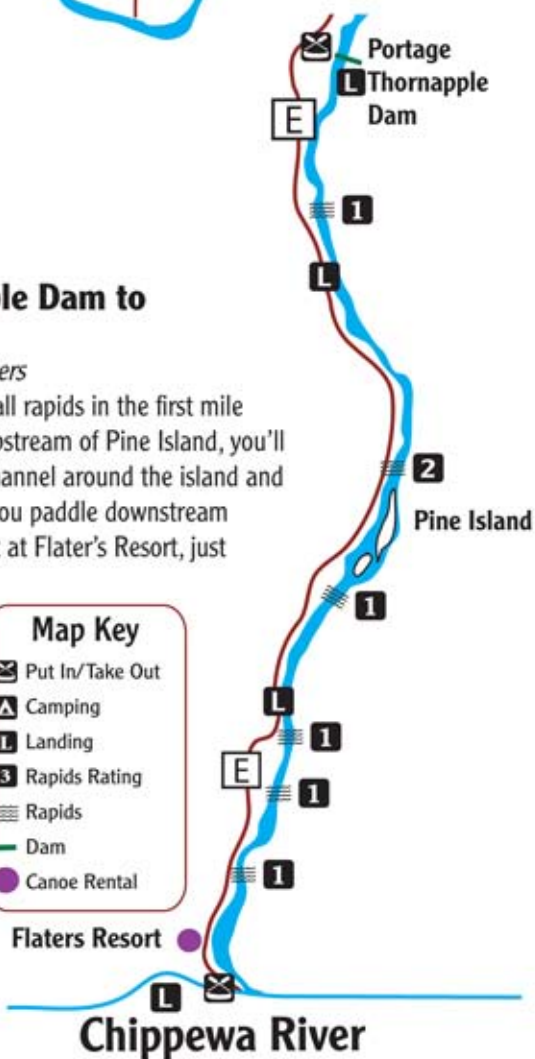 Portage
L Thornapple
Dam
E
1
L
le Dam to
ers
all rapids in the first mile
ostream of Pine Island, you'll
annel around the island and
ou paddle downstream
t at Flater's Resort, just
2
Pine Island
1
L
1
E
1
1
Map Key
Put In/Take Out
Camping
L Landing
3 Rapids Rating
Rapids
Dam
Canoe Rental
Flaters Resort
L
Chippewa River